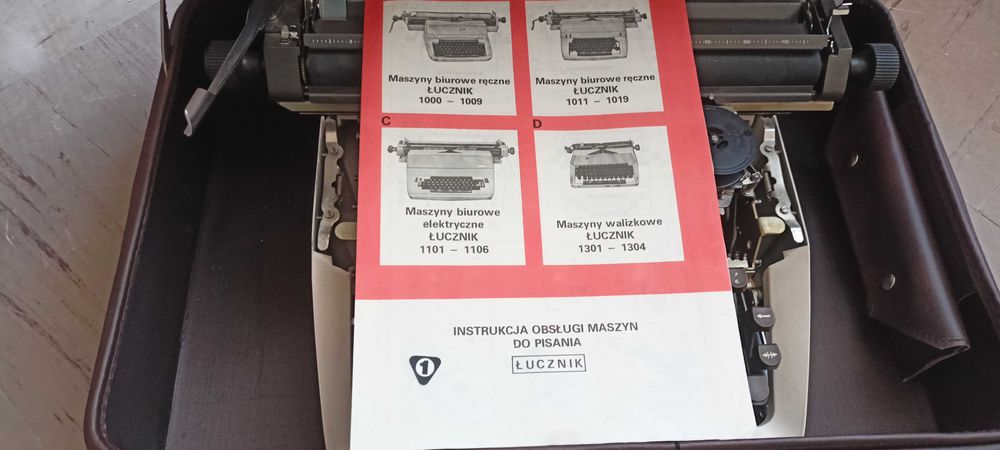 Maszyny biurowe ręczne
ŁUCZNIK
1000 – 1009
Maszyny biurowe ręczne
ŁUCZNIK
1011 – 1019
C
D
Maszyny biurowe
elektryczne
ŁUCZNIK
1101 – 1106
Maszyny walizkowe
ŁUCZNIK
1301 – 1304
INSTRUKCJA OBSŁUGI MASZYN
DO PISANIA
1
ŁUCZNIK